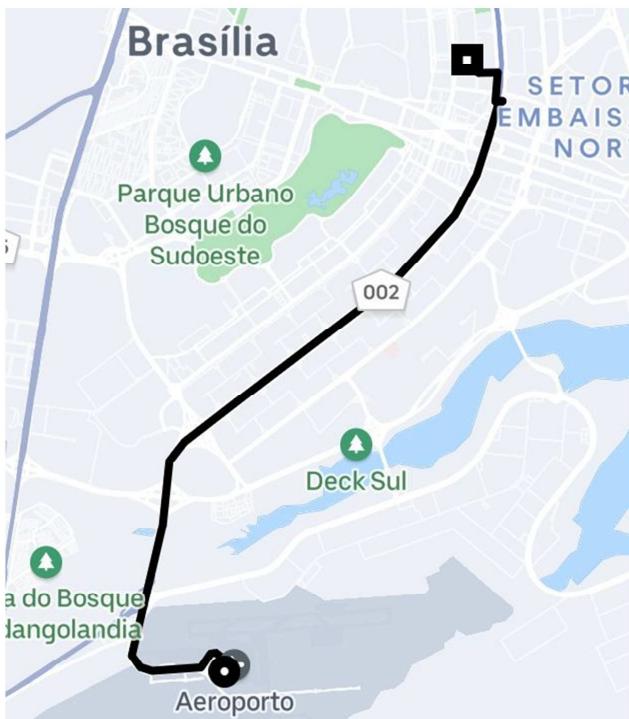 Brasília
SETOR
EMBAIS
NOR
Parque Urbano
Bosque do
Sudoeste
002
Deck Sul
a do Bosque
dangolandia
Aeroporto